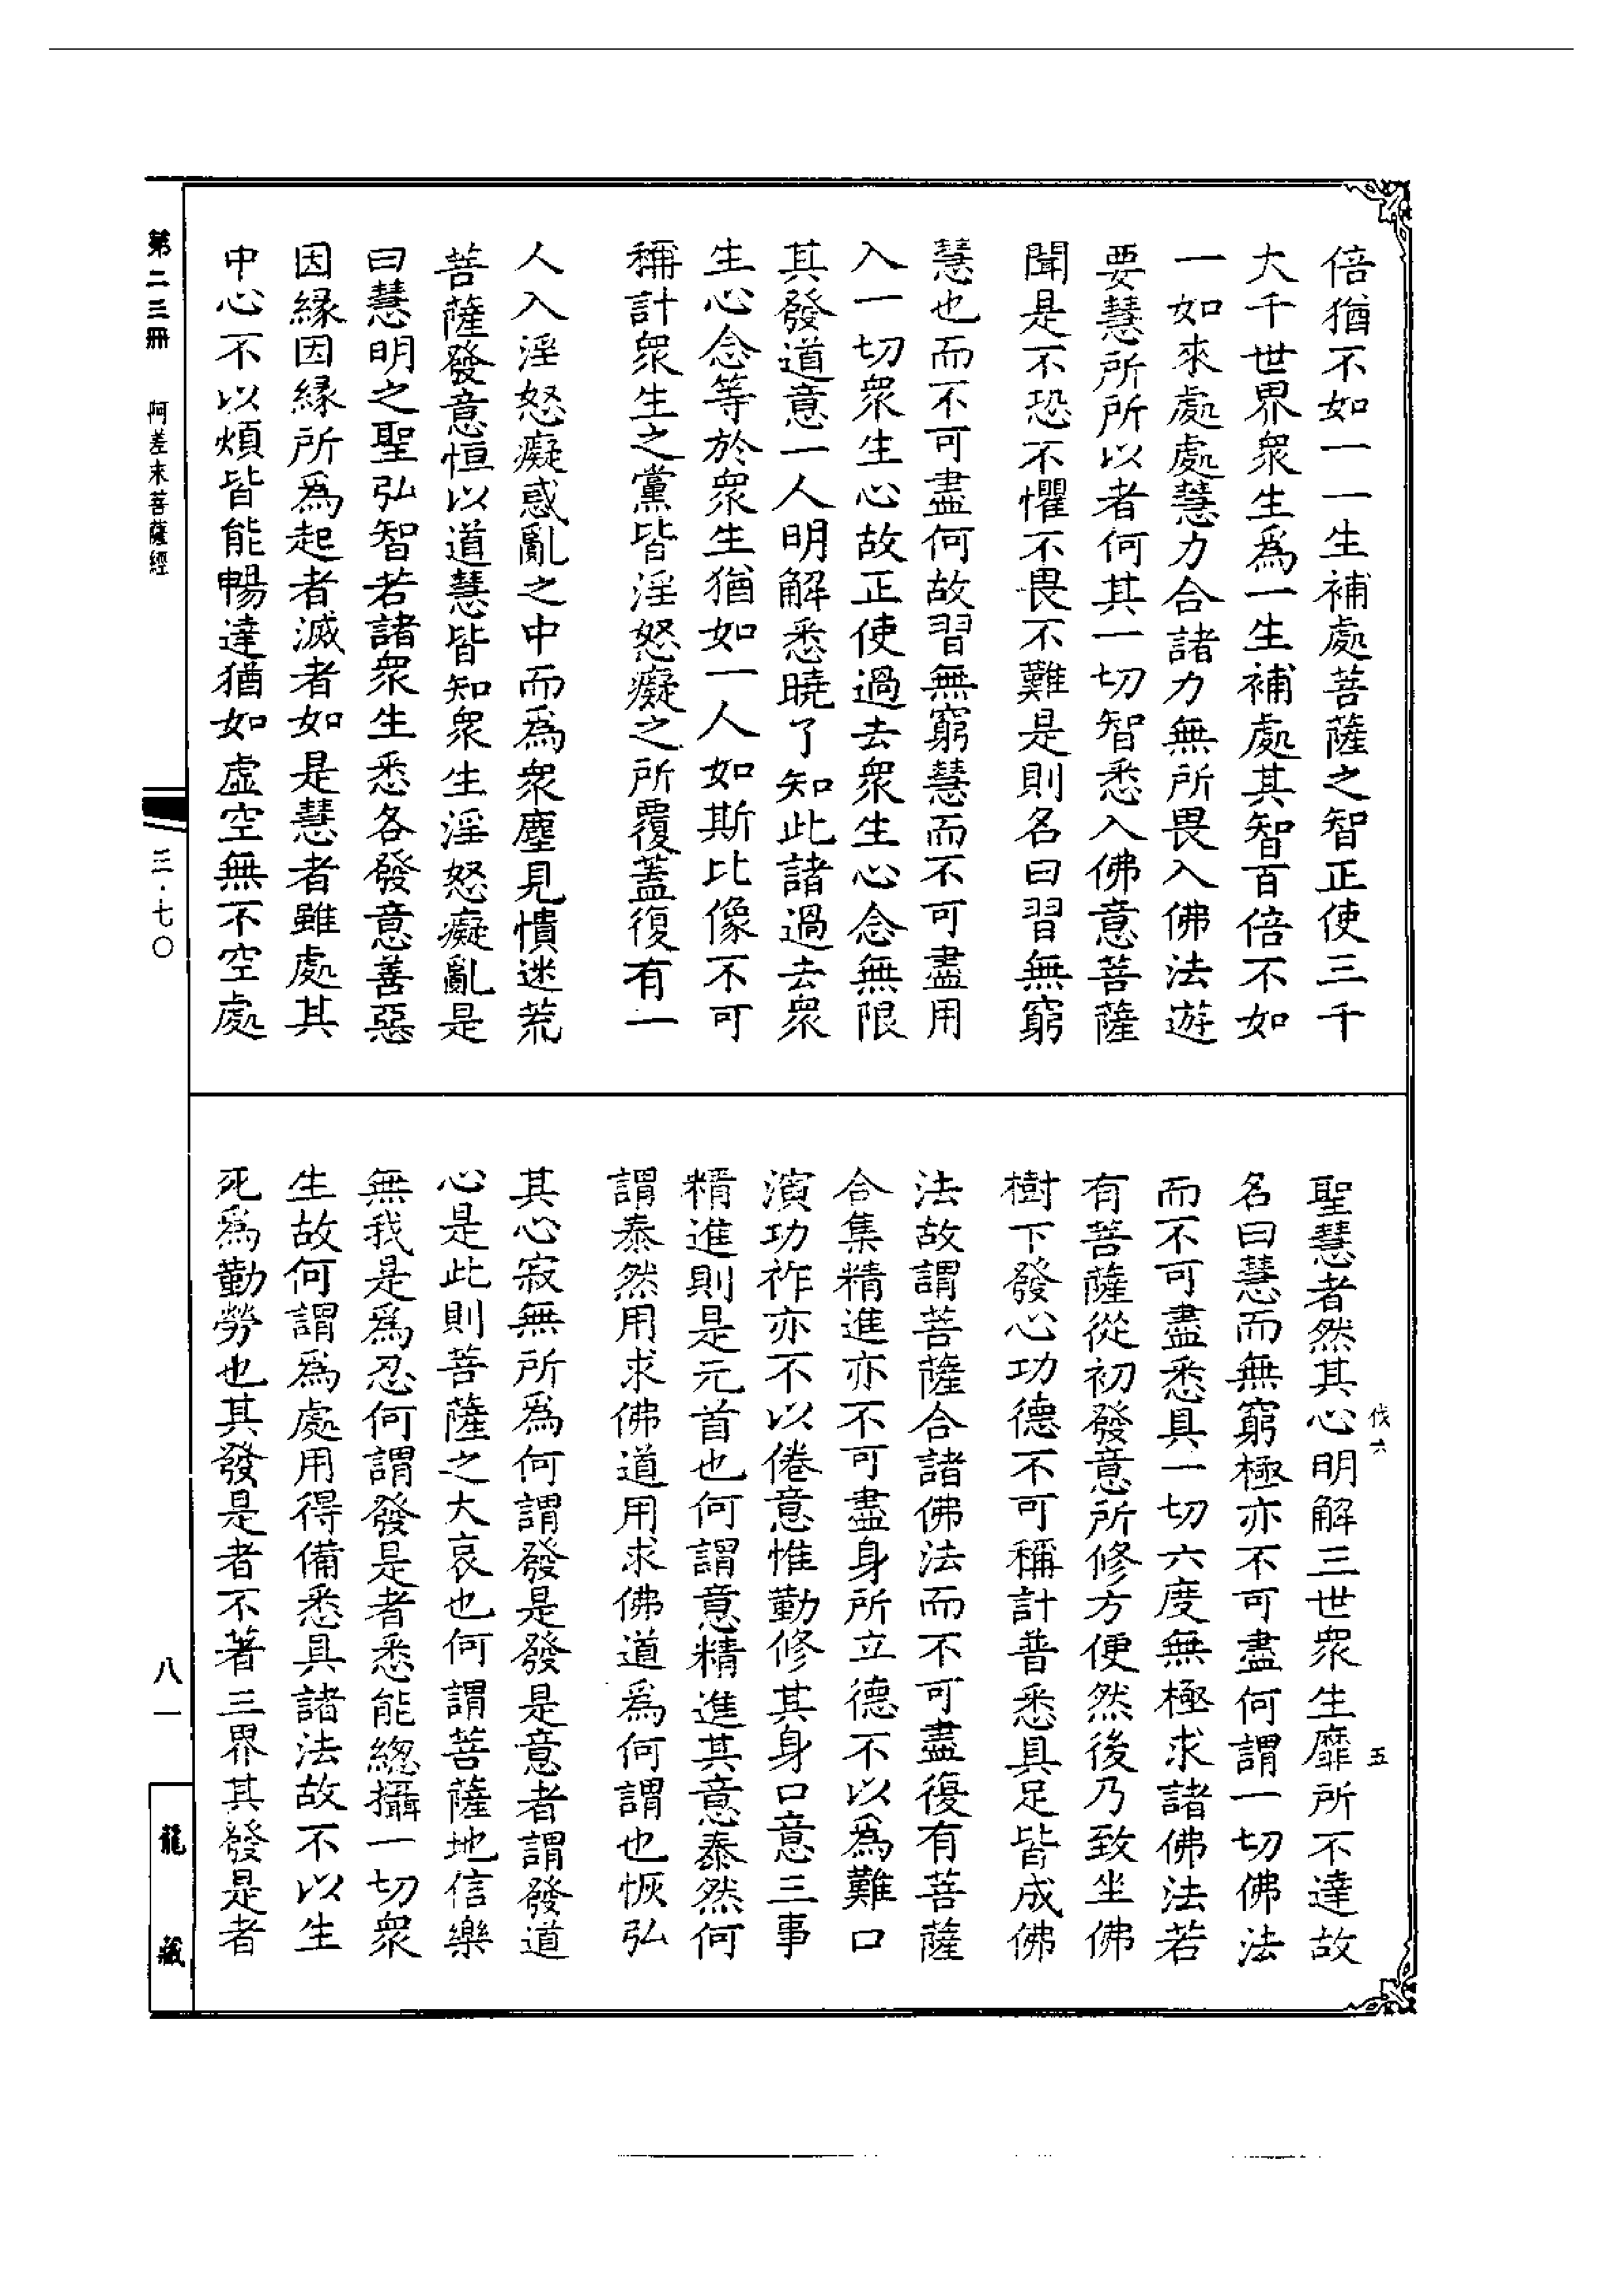 倍猶不如一一生補處菩薩之智正使三千
大千世界衆生爲一生補處其智百倍不如
一如來處處慧力合諸力無所畏入佛法遊
要慧所所以者何其一切智悉入佛意菩薩
聞是不恐不懼不畏不難是則名曰習無窮
慧也而不可盡何故習無窮慧而不可盡用
入一切衆生心故正使過去衆生心念無限
其發道意一人明解悉曉了知此諸過去衆
生心念等於衆生猶如一人如斯比像不可
稱計衆生之黨皆淫怒癡之所覆蓋復有一
人入淫怒癡惑亂之中而爲衆塵見憒迷荒
菩薩發意恒以道慧皆知衆生淫怒癡亂是
曰慧明之聖弘智若諸衆生悉各發意善惡
因緣因緣所爲起者滅者如是慧者雖處其
中心不以煩皆能暢達猶如虛空無不空處
聖慧者然其心明解三世衆生靡所不達故
名曰慧而無窮極亦不可盡何謂一切佛法
而不可盡悉具一切六度無極求諸佛法若
有菩薩從初發意所修方便然後乃致坐佛
樹下發心功德不可稱計普悉具足皆成佛
法故謂菩薩合諸佛法而不可盡復有菩薩
合集精進亦不可盡身所立德不以爲難口
演功祚亦不以倦意惟勤修其身口意三事
精進則是元首也何謂意精進其意泰然何
謂泰然用求佛道用求佛道爲何謂也恢弘
其心寂無所爲何謂發是發是意者謂發道
心是此則菩薩之大哀也何謂菩薩地信樂
無我是爲忍何謂發是者悉能總攝一切衆
生故何謂爲處用得備悉具諸法故不以生
死爲勤勞也其發是者不著三界其發是者
伐六
五
第二三冊
阿差末菩薩經
三·七〇
八一
龍藏